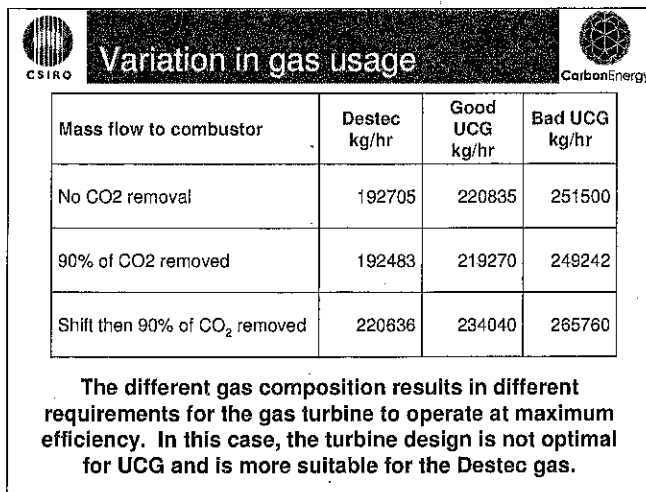 Variation in gas usage
CSIRO
CarbonEnergy
Mass flow to combustor
Destec kg/hr
Good UCG kg/hr
Bad UCG kg/hr
No CO2 removal 192705 220835 251500
90% of CO2 removed 192483 219270 249242
Shift then 90% of CO₂ removed 220636 234040 265760
The different gas composition results in different
requirements for the gas turbine to operate at maximum
efficiency. In this case, the turbine design is not optimal
for UCG and is more suitable for the Destec gas.